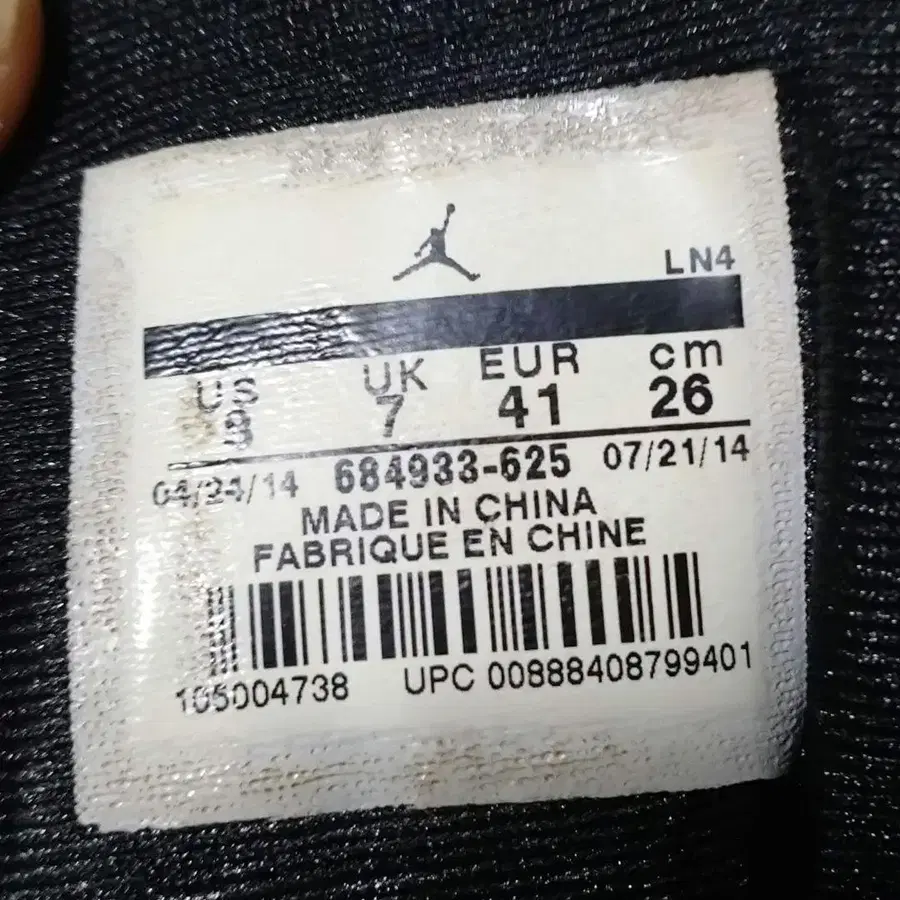 LN4
US UK EUR cm
8 7 41 26
04/24/14 684933-625 07/21/14
MADE IN CHINA
FABRIQUE EN CHINE
105004738 UPC 00888408799401